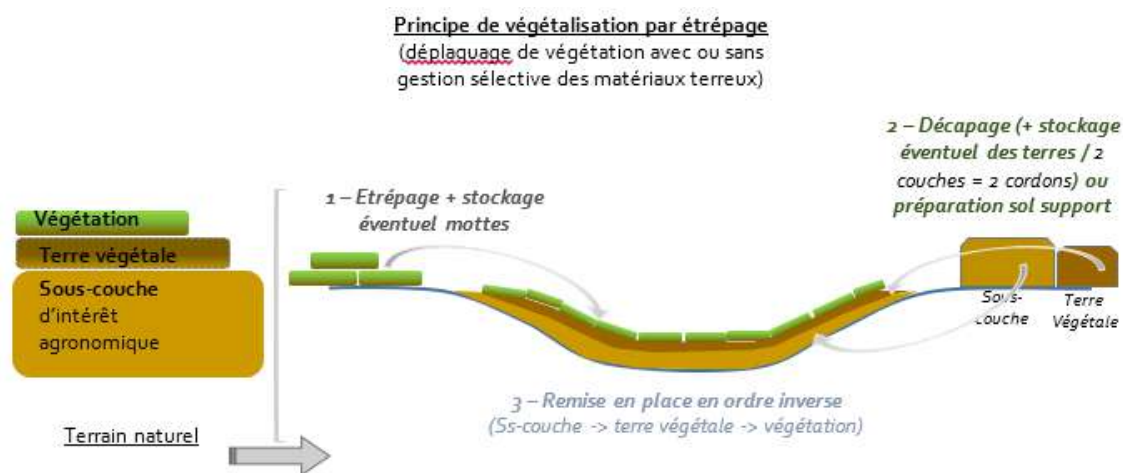 Principe de végétalisation par étrépage
(déplaquage de végétation avec ou sans
gestion sélective des matériaux terreux)
2 – Décapage (+ stockage
éventuel des terres / 2
couches = 2 cordons) ou
préparation sol support
1 – Etrépage + stockage
éventuel mottes
Végétation
Terre végétale
Sous-couche
d'intérêt
agronomique
Sous-
couche
Terre
Végétale
3 – Remise en place en ordre inverse
(Ss-couche -> terre végétale -> végétation)
Terrain naturel